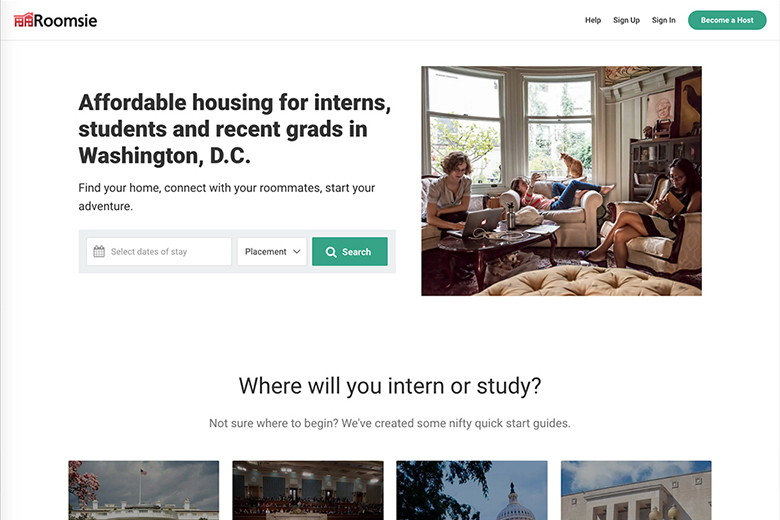 Roomsie
Help Sign Up Sign In Become a Host
Affordable housing for interns,
students and recent grads in
Washington, D.C.
Find your home, connect with your roommates, start your
adventure.
Select dates of stay Placement Search
Where will you intern or study?
Not sure where to begin? We've created some nifty quick start guides.